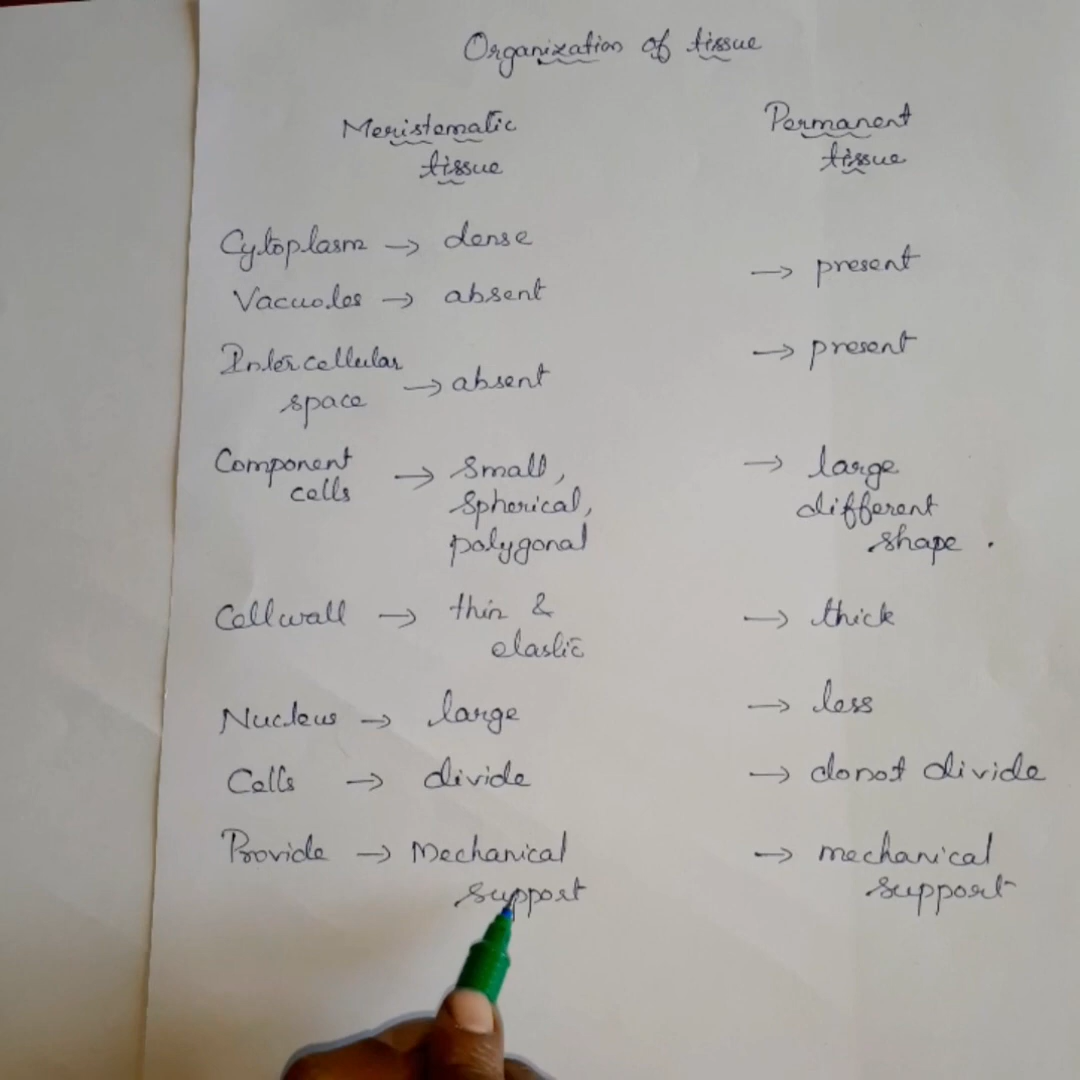 Organization of tissue
Meristematic
tissue
Permanent
tissue
Cytoplasm → dense
Vacuoles → absent
→ present
Intercellular
space → absent
→ present
Component
cells → small,
spherical,
polygonal
→ large
different
shape .
Cellwall → thin &
elastic
→ thick
Nucleus → large
→ less
Cells → divide
→ donot divide
Provide → Mechanical
support
→ mechanical
support